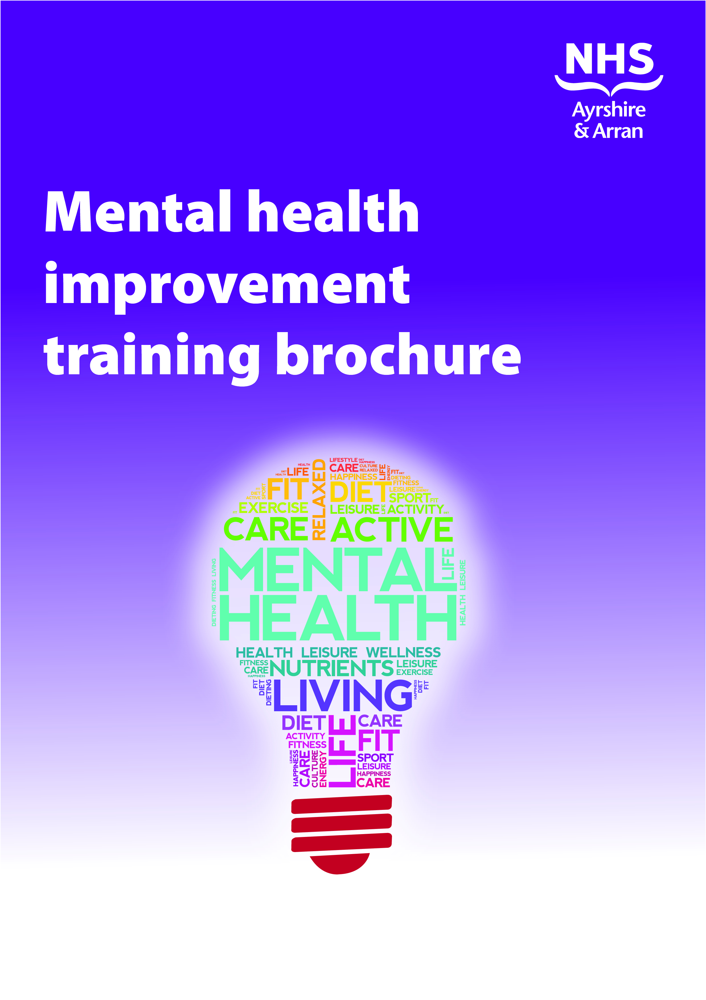 NHS
Ayrshire
& Arran
Mental health
improvement
training brochure
LIFESTYLE DIET
HAPPINESS
HEALTH
CARE CULTURE
RELAXED
DIET
HEALTH
LIFE
RELAXED
LIFE
ENERGY
FIT DIET
HAPPINESS
DIETING
FIT
DIET
FITNESS
FIT
DIET
ACTIVE
SPORT
LEISURE
ENERGY
SPORT FIT
FIT EXERCISE
LEISURE LIFE ACTIVITY DIET
CARE ACTIVE
MENTAL
LIFE
DIETING FITNESS LIVING
HEALTH LEISURE
HEALTH
HEALTH LEISURE WELLNESS
FITNESS
CARE
HAPPINESS
NUTRIENTS
LEISURE
EXERCISE
FIT
DIET
DIETING
LIVING
HAPPINESS
DIET
FIT
DIET
LIFE
CARE
ACTIVITY
FITNESS
FIT
LEISURE
HAPPINESS
CARE
CULTURE
ENERGY
SPORT
LEISURE
HAPPINESS
CARE